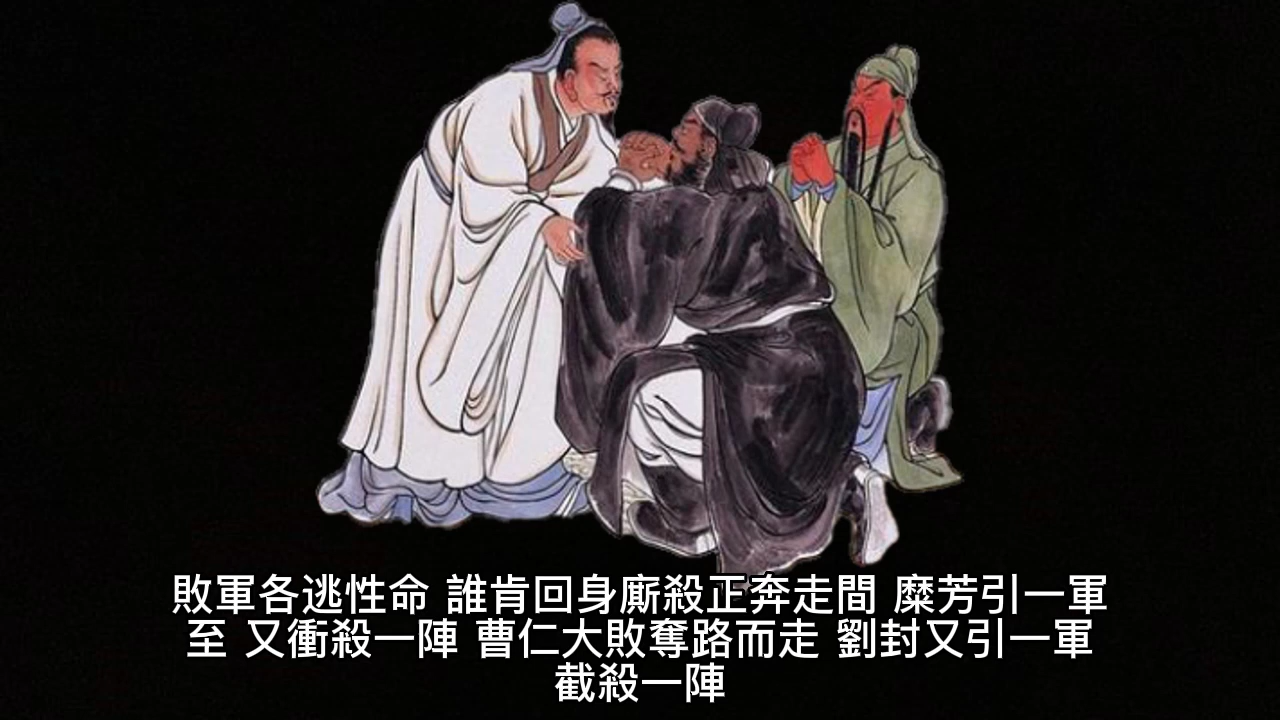 敗軍各逃性命 誰肯回身廝殺正奔走間 糜芳引一軍
至 又衝殺一陣 曹仁大敗奪路而走 劉封又引一軍
截殺一陣